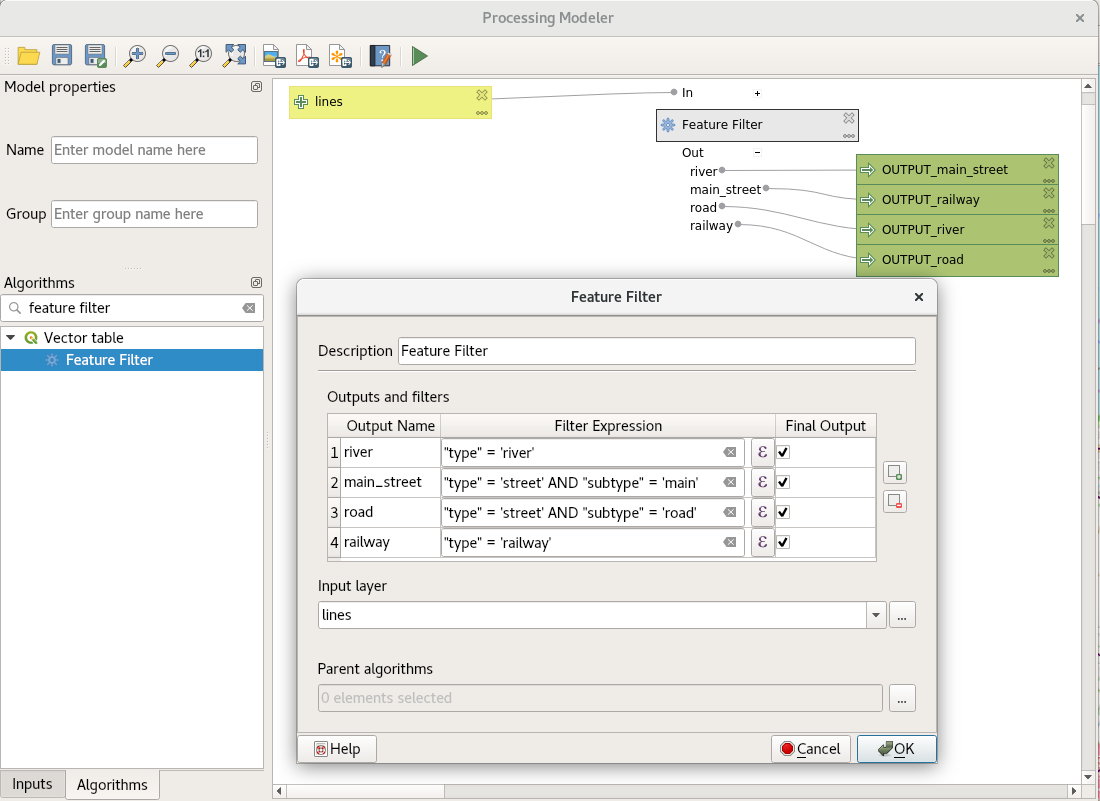 Processing Modeler
1:1
Model properties
Name Enter model name here
Group Enter group name here
Algorithms
feature filter
Vector table
Feature Filter
Inputs Algorithms
lines
In +
Feature Filter
Out −
river
main_street
road
railway
OUTPUT_main_street
OUTPUT_railway
OUTPUT_river
OUTPUT_road
Feature Filter
Description Feature Filter
Outputs and filters
Output Name Filter Expression Final Output
1 river "type" = 'river' ε
2 main_street "type" = 'street' AND "subtype" = 'main' ε
3 road "type" = 'street' AND "subtype" = 'road' ε
4 railway "type" = 'railway' ε
Input layer
lines ...
Parent algorithms
0 elements selected ...
Help Cancel OK